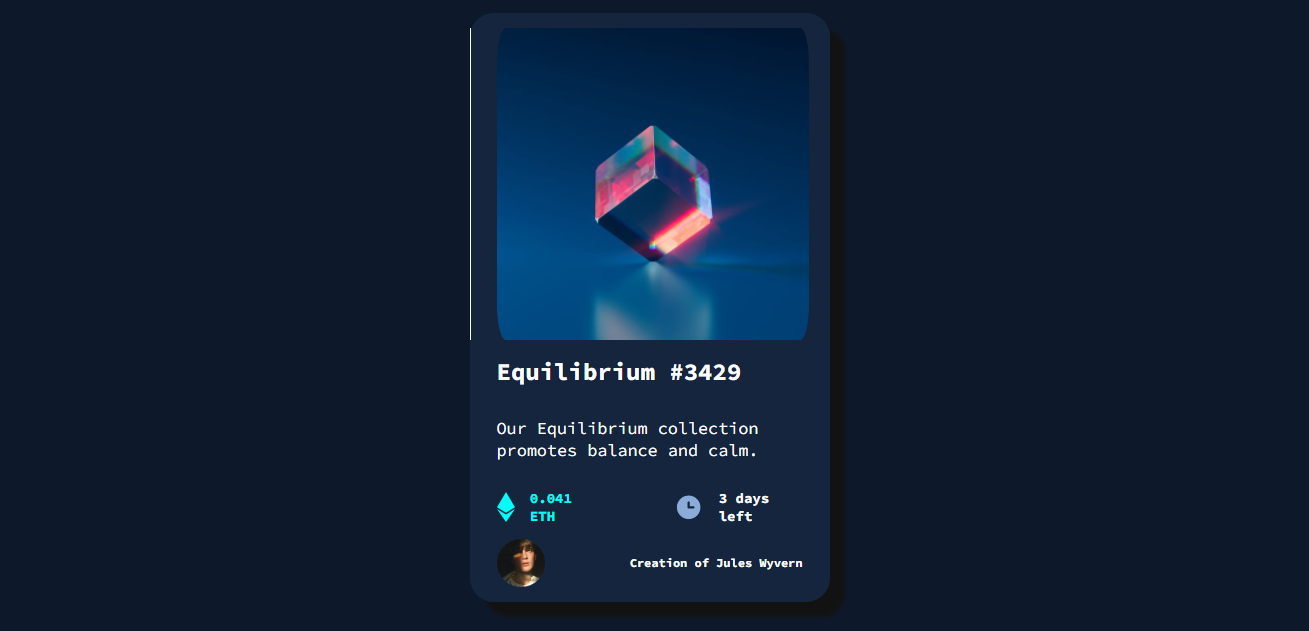 Equilibrium #3429
Our Equilibrium collection
promotes balance and calm.
0.041
ETH
3 days
left
Creation of Jules Wyvern